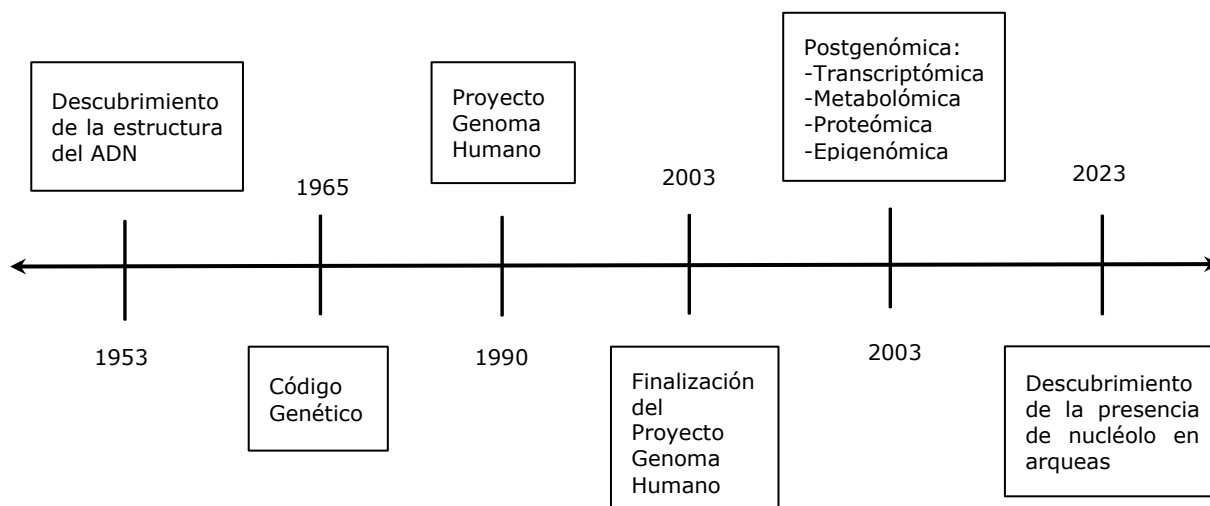 Descubrimiento
de la estructura
del ADN
1953
1965
Código
Genético
Proyecto
Genoma
Humano
1990
2003
Finalización
del
Proyecto
Genoma
Humano
Postgenómica:
-Transcriptómica
-Metabolómica
-Proteómica
-Epigenómica
2003
2023
Descubrimiento
de la presencia
de nucléolo en
arqueas